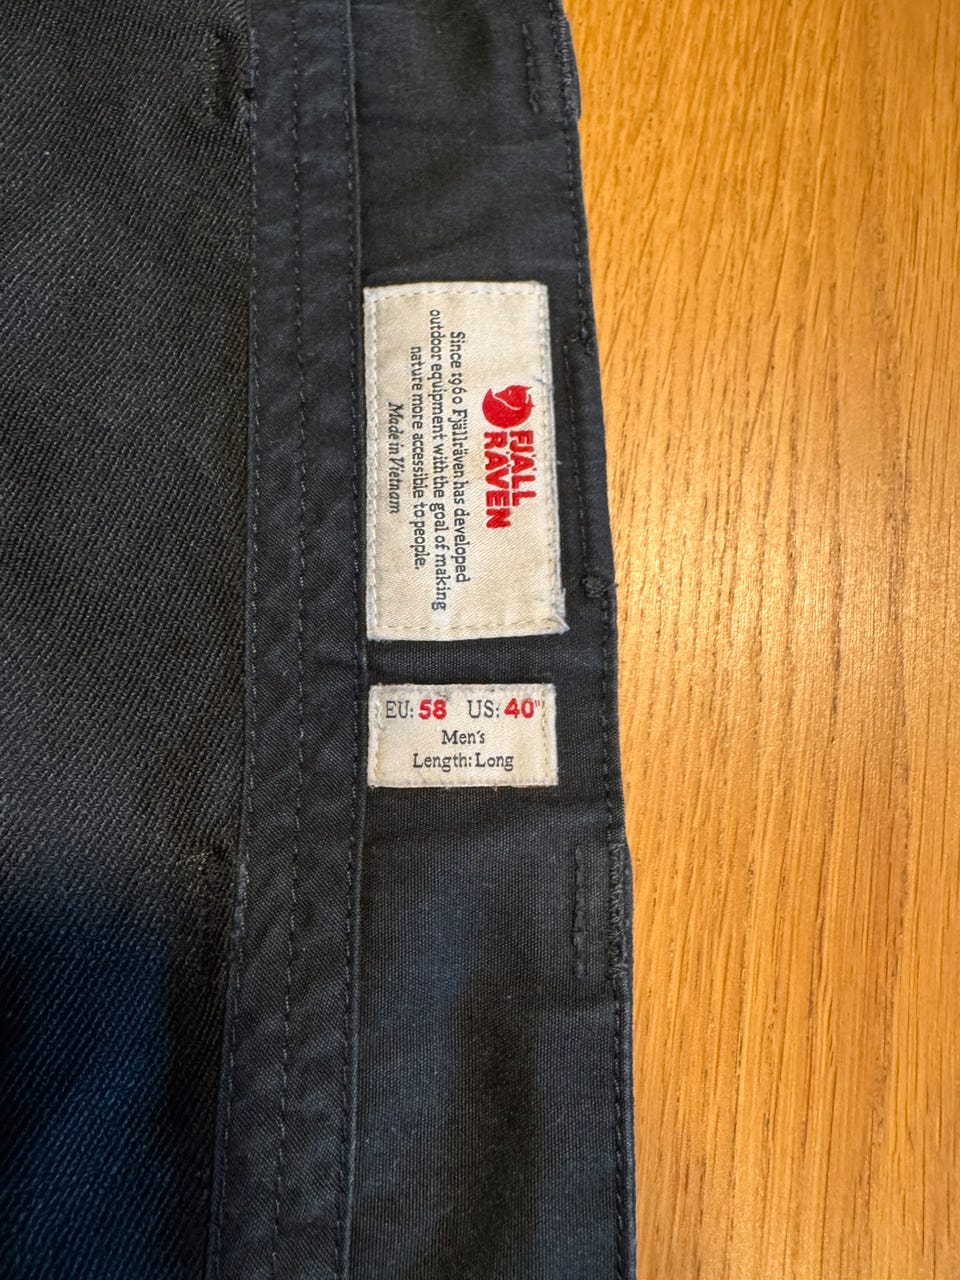 FJÄLL
RÄVEN
Since 1960 Fjällräven has developed
outdoor equipment with the goal of making
nature more accessible to people.
Made in Vietnam
EU: 58 US: 40"
Men's
Length: Long